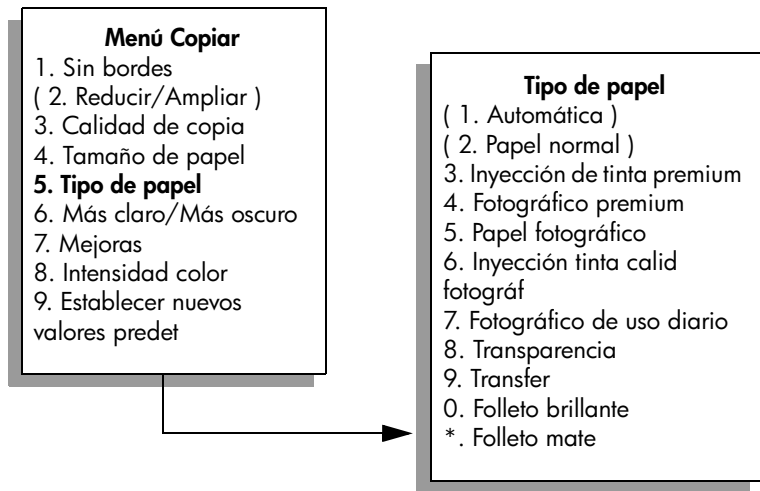 Menú Copiar
1. Sin bordes
( 2. Reducir/Ampliar )
3. Calidad de copia
4. Tamaño de papel
5. Tipo de papel
6. Más claro/Más oscuro
7. Mejoras
8. Intensidad color
9. Establecer nuevos
valores predet
Tipo de papel
( 1. Automática )
( 2. Papel normal )
3. Inyección de tinta premium
4. Fotográfico premium
5. Papel fotográfico
6. Inyección tinta calid
fotográf
7. Fotográfico de uso diario
8. Transparencia
9. Transfer
0. Folleto brillante
*. Folleto mate